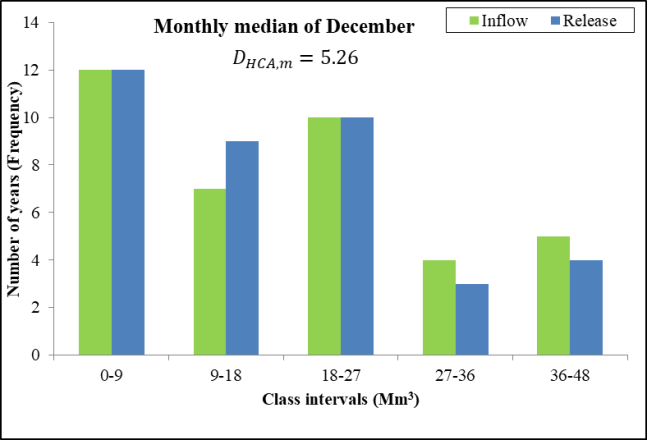 Monthly median of December
Inflow Release
D_{HCA,m} = 5.26
14
12
10
8
6
4
2
0
Number of years (Frequency)
0-9 9-18 18-27 27-36 36-48
Class intervals (Mm³)